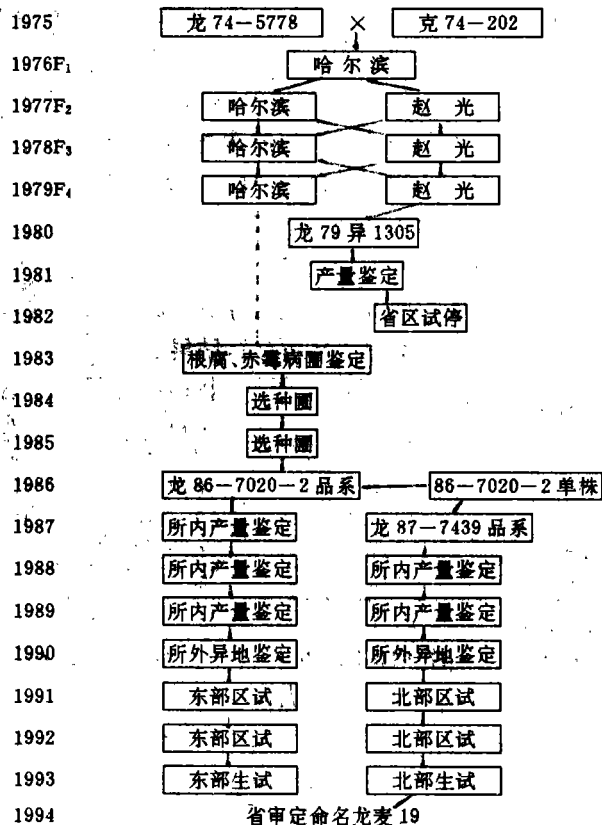 1975 龙 74—5778 × 克 74—202
1976F₁ 哈尔滨
1977F₂ 哈尔滨 赵光
1978F₃ 哈尔滨 赵光
1979F₄ 哈尔滨 赵光
1980 龙 79 异 1305
1981 产量鉴定
1982 省区试停
1983 根腐、赤霉病圃鉴定
1984 选种圃
1985 选种圃
1986 龙 86—7020—2 品系 86—7020—2 单株
1987 所内产量鉴定 龙 87—7439 品系
1988 所内产量鉴定 所内产量鉴定
1989 所内产量鉴定 所内产量鉴定
1990 所外异地鉴定 所外异地鉴定
1991 东部区试 北部区试
1992 东部区试 北部区试
1993 东部生试 北部生试
1994 省审定命名龙麦 19